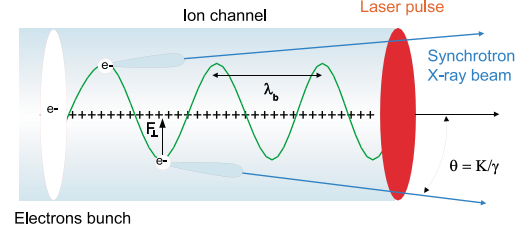 Laser pulse
Ion channel
Synchrotron
X-ray beam
e-
λb
e-
++++++++++++++++++++++++++++++++++++++
F⊥
e-
θ = K/γ
Electrons bunch